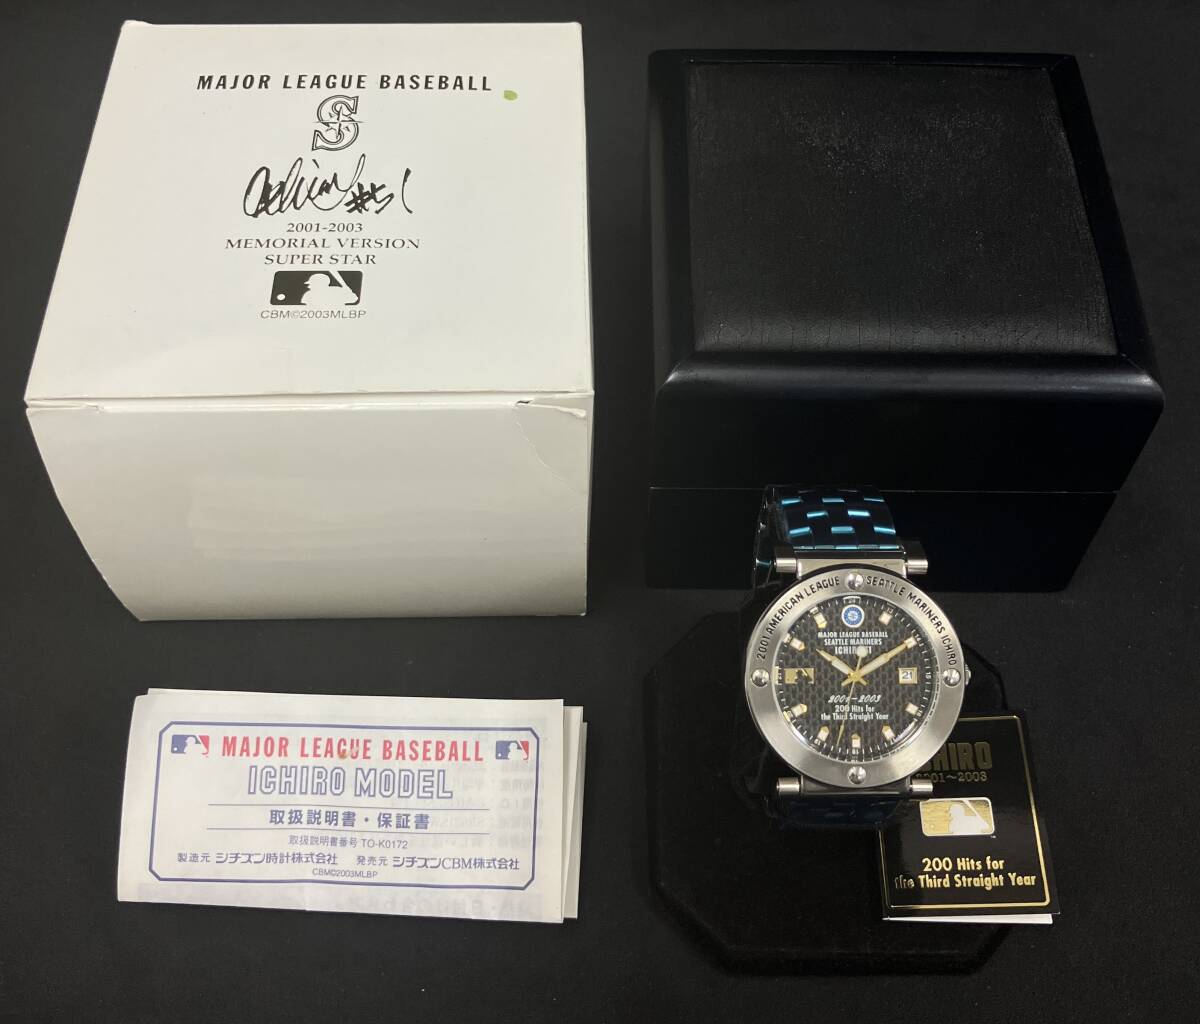 MAJOR LEAGUE BASEBALL
S
#51
2001-2003
MEMORIAL VERSION
SUPER STAR
CBM©2003MLBP
MAJOR LEAGUE BASEBALL
ICHIRO MODEL
取扱説明書・保証書
取扱説明書番号 TO-K0172
製造元 シチズン時計株式会社 発売元 シチズンCBM株式会社
CBM©2003MLBP
2001 AMERICAN LEAGUE SEATTLE MARINERS ICHIRO
MAJOR LEAGUE BASEBALL
SEATTLE MARINERS
21
2001~2003
200 Hits for
the Third Straight Year
2001~2003
200 Hits for
the Third Straight Year